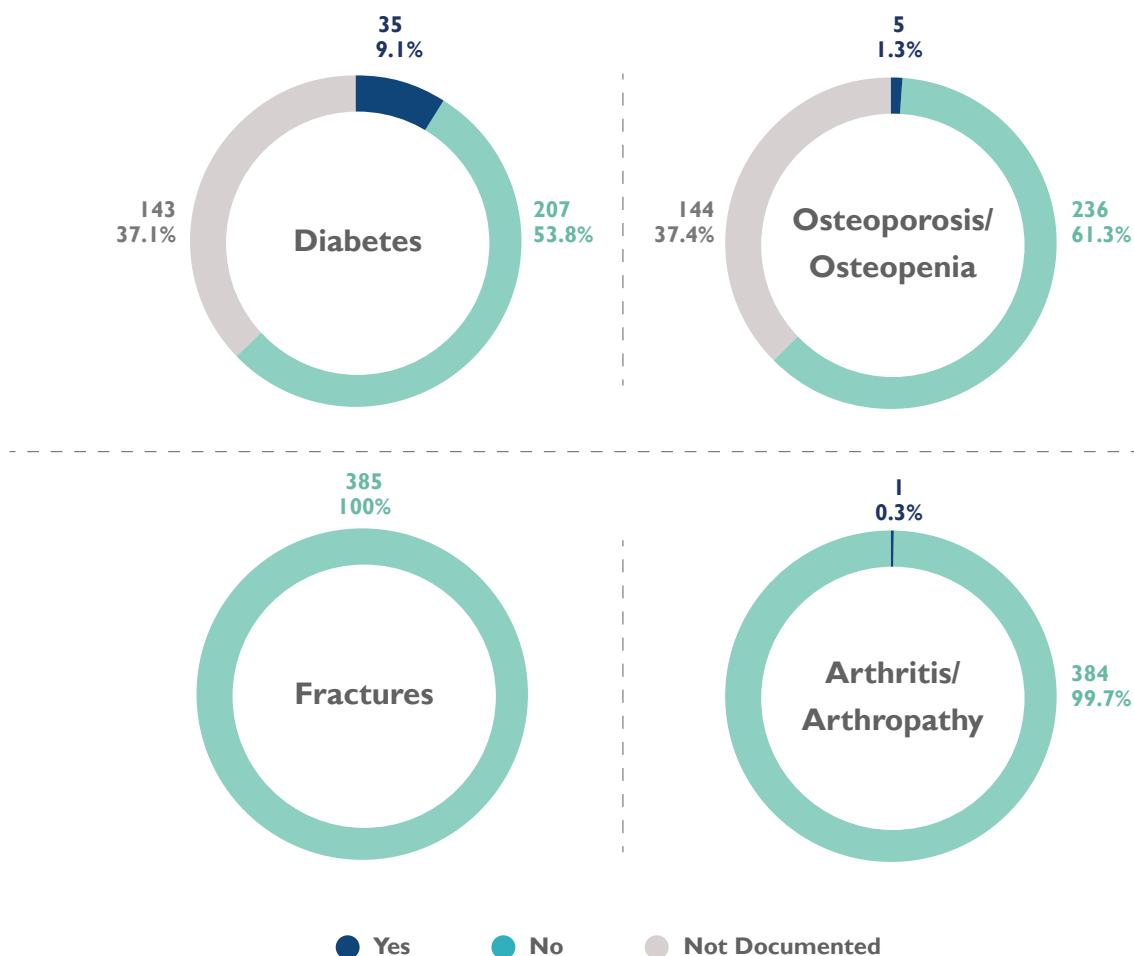 35
9.1%
143
37.1%
Diabetes
207
53.8%
5
1.3%
144
37.4%
Osteoporosis/
Osteopenia
236
61.3%
385
100%
Fractures
1
0.3%
Arthritis/
Arthropathy
384
99.7%
Yes
No
Not Documented